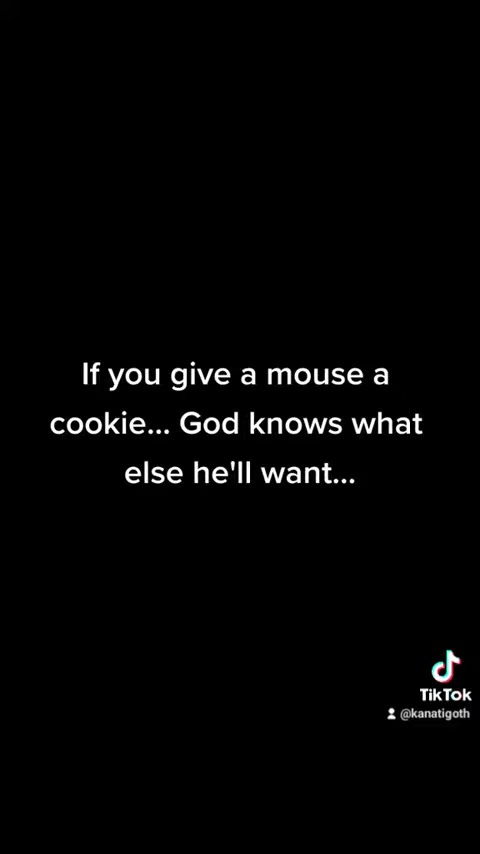 If you give a mouse a
cookie... God knows what
else he'll want...
TikTok
@kanatigoth